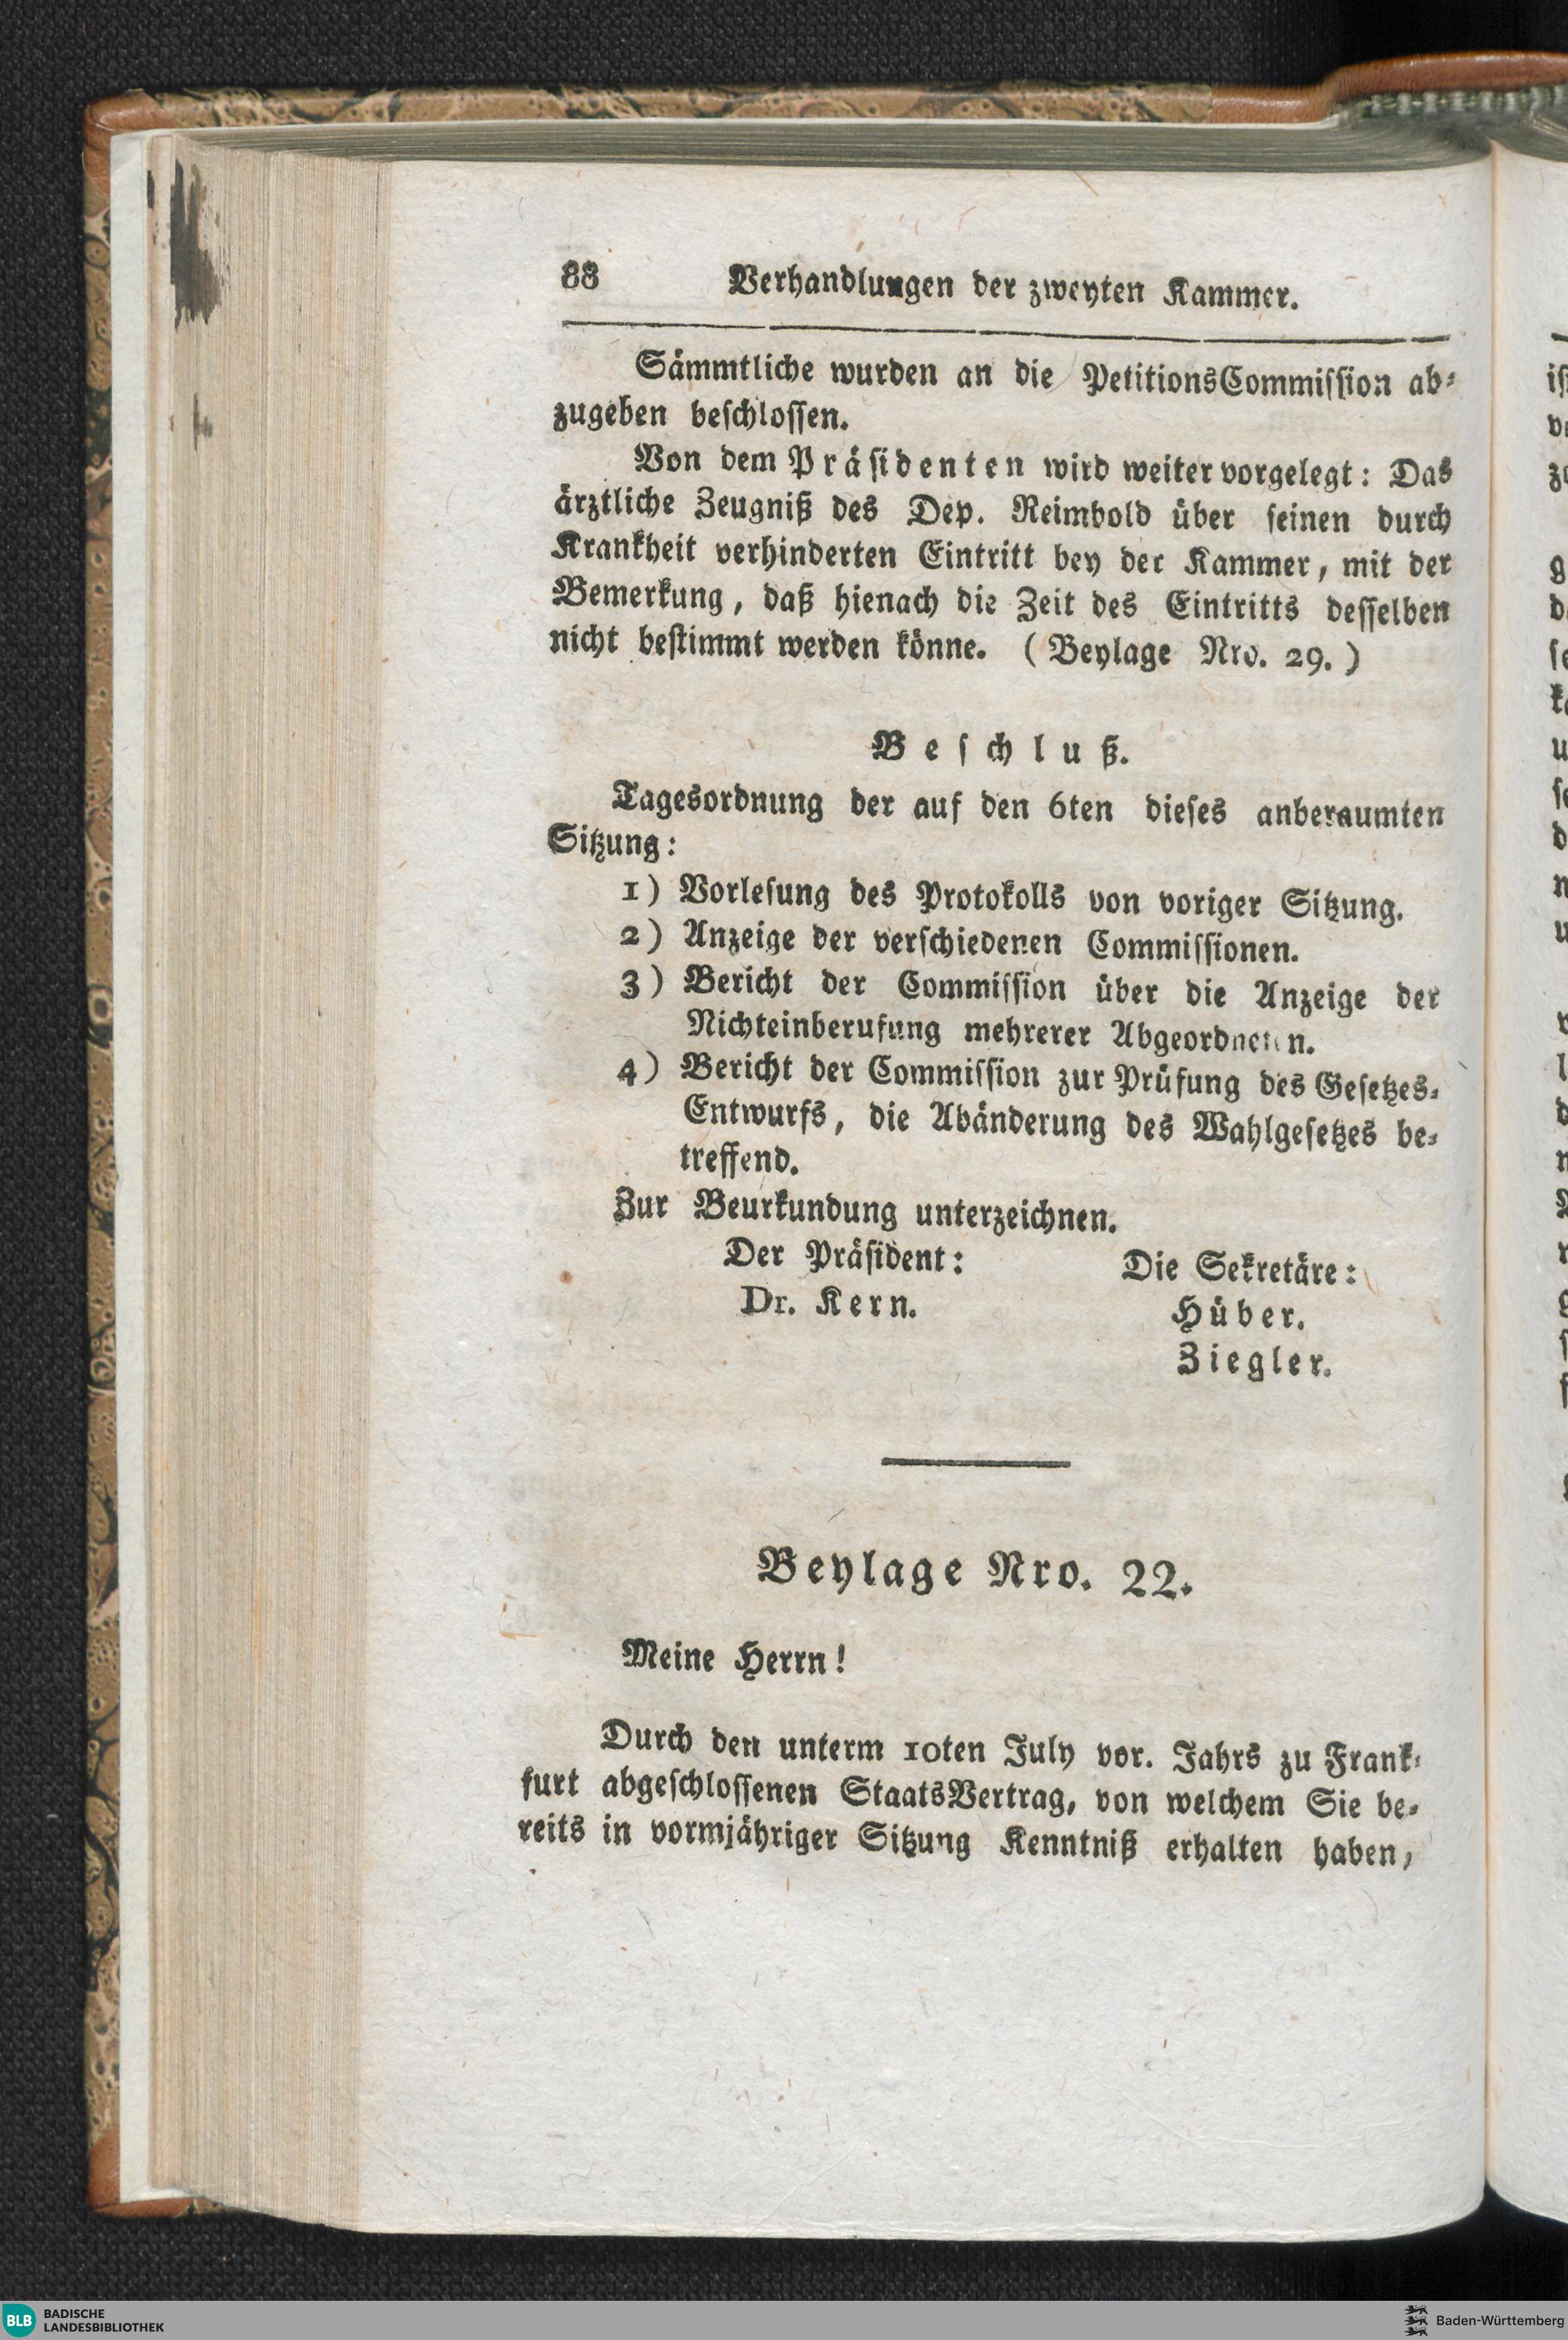 88 Verhandlungen der zweyten Kammer.
Sämmtliche wurden an die PetitionsCommiſſion ab⸗
zugeben beſchloſſen.
Von dem Präſidenten wird weiter vorgelegt: Das
ärztliche Zeugniß des Dep. Reimbold über ſeinen durch
Krankheit verhinderten Eintritt bey der Kammer, mit der
Bemerkung, daß hienach die Zeit des Eintritts deſſelben
nicht beſtimmt werden könne. (Beylage Nro. 29.)
Beſchluß.
Tagesordnung der auf den 6ten dieſes anberaumten
Sitzung:
1) Vorleſung des Protokolls von voriger Sitzung.
2) Anzeige der verſchiedenen Commiſſionen.
3) Bericht der Commiſſion über die Anzeige der
Nichteinberufung mehrerer Abgeordneten.
4) Bericht der Commiſſion zur Prüfung des Geſetzes⸗
Entwurfs, die Abänderung des Wahlgeſetzes be⸗
treffend.
Zur Beurkundung unterzeichnen.
Der Präſident: Die Sekretäre:
Dr. Kern. Hüber.
Ziegler.
Beylage Nro. 22.
Meine Herrn!
Durch den unterm 10ten July vor. Jahrs zu Frank⸗
furt abgeſchloſſenen StaatsVertrag, von welchem Sie be⸗
reits in vormjähriger Sitzung Kenntniß erhalten haben,
BLB BADISCHE
LANDESBIBLIOTHEK
Baden-Württemberg